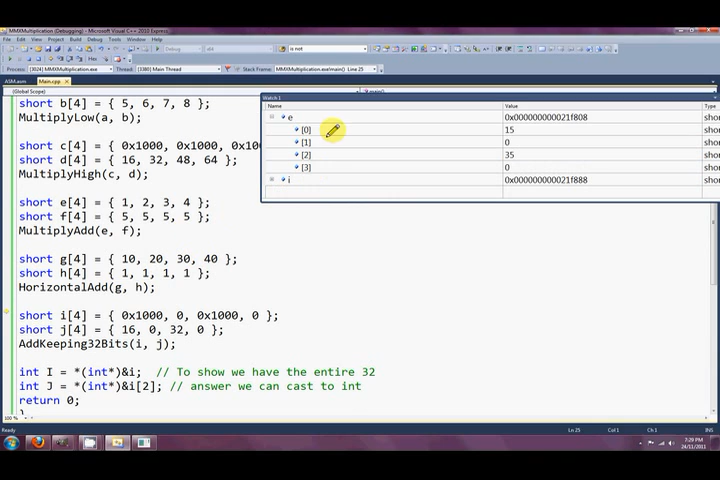 MMXMultiplication (Debugging) - Microsoft Visual C++ 2010 Express
File Edit View Project Build Debug Tools Window Help
Debug is not
Process: [3024] MMXMultiplication.exe Thread: [3380] Main Thread Stack Frame: MMXMultiplication.exe!main() Line 25
ASM.asm Main.cpp
(Global Scope) main()
short b[4] = { 5, 6, 7, 8 };
MultiplyLow(a, b);
short c[4] = { 0x1000, 0x1000, 0x100
short d[4] = { 16, 32, 48, 64 };
MultiplyHigh(c, d);
short e[4] = { 1, 2, 3, 4 };
short f[4] = { 5, 5, 5, 5 };
MultiplyAdd(e, f);
short g[4] = { 10, 20, 30, 40 };
short h[4] = { 1, 1, 1, 1 };
HorizontalAdd(g, h);
short i[4] = { 0x1000, 0, 0x1000, 0 };
short j[4] = { 16, 0, 32, 0 };
AddKeeping32Bits(i, j);
int I = *(int*)&i; // To show we have the entire 32
int J = *(int*)&i[2]; // answer we can cast to int
return 0;
}
Watch 1
Name Value Type
e 0x000000000021f808 shor
[0] 15 shor
[1] 0 shor
[2] 35 shor
[3] 0 shor
i 0x000000000021f888 shor
100 %
Ready Ln 25 Col 1 Ch 1 INS
7:29 PM
24/11/2011